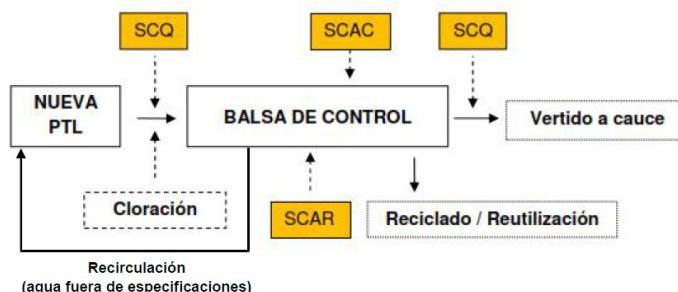 SCQ
SCAC
SCQ
NUEVA
PTL
BALSA DE CONTROL
Vertido a cauce
Cloración
SCAR
Reciclado / Reutilización
Recirculación
(agua fuera de especificaciones)